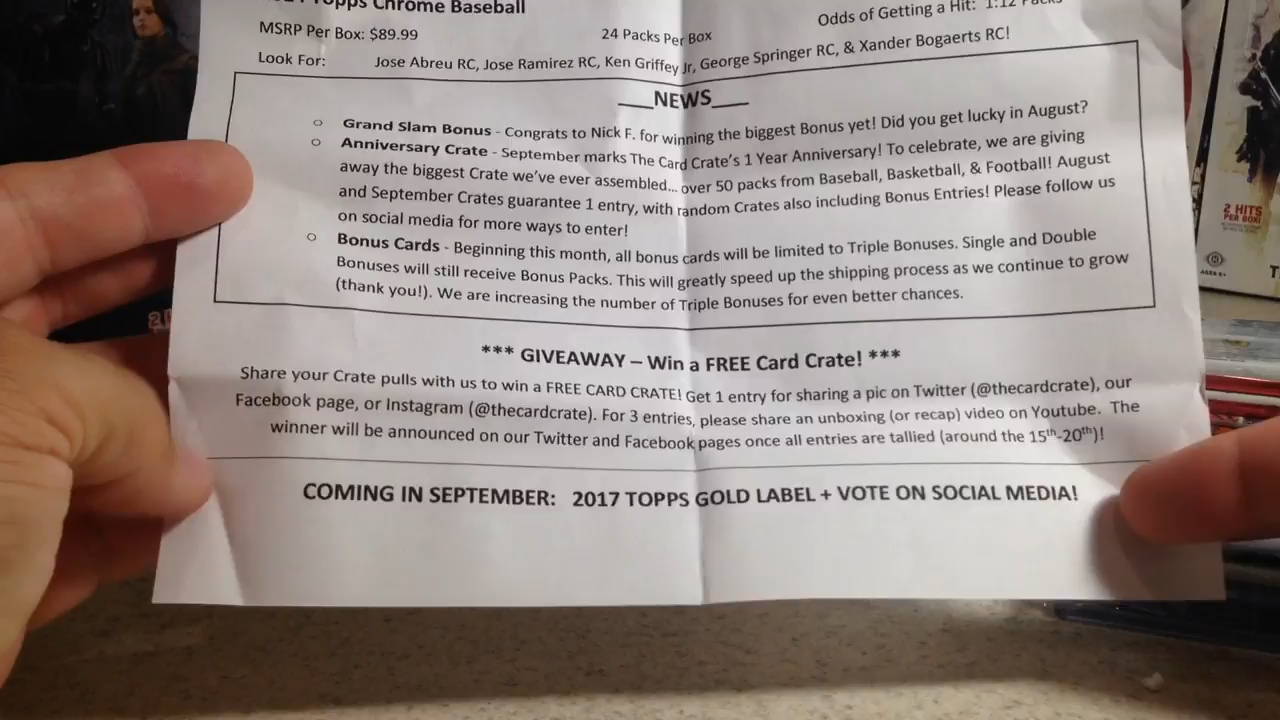 Topps Chrome Baseball
MSRP Per Box: $89.99 24 Packs Per Box Odds of Getting a Hit: 1:12 Packs
Look For: Jose Abreu RC, Jose Ramirez RC, Ken Griffey Jr, George Springer RC, & Xander Bogaerts RC!
___NEWS___
○ Grand Slam Bonus - Congrats to Nick F. for winning the biggest Bonus yet! Did you get lucky in August?
○ Anniversary Crate - September marks The Card Crate's 1 Year Anniversary! To celebrate, we are giving
away the biggest Crate we've ever assembled... over 50 packs from Baseball, Basketball, & Football! August
and September Crates guarantee 1 entry, with random Crates also including Bonus Entries! Please follow us
on social media for more ways to enter!
○ Bonus Cards - Beginning this month, all bonus cards will be limited to Triple Bonuses. Single and Double
Bonuses will still receive Bonus Packs. This will greatly speed up the shipping process as we continue to grow
(thank you!). We are increasing the number of Triple Bonuses for even better chances.
*** GIVEAWAY – Win a FREE Card Crate! ***
Share your Crate pulls with us to win a FREE CARD CRATE! Get 1 entry for sharing a pic on Twitter (@thecardcrate), our
Facebook page, or Instagram (@thecardcrate). For 3 entries, please share an unboxing (or recap) video on Youtube. The
winner will be announced on our Twitter and Facebook pages once all entries are tallied (around the 15th-20th)!
COMING IN SEPTEMBER: 2017 TOPPS GOLD LABEL + VOTE ON SOCIAL MEDIA!
2 HITS
PER BOX!